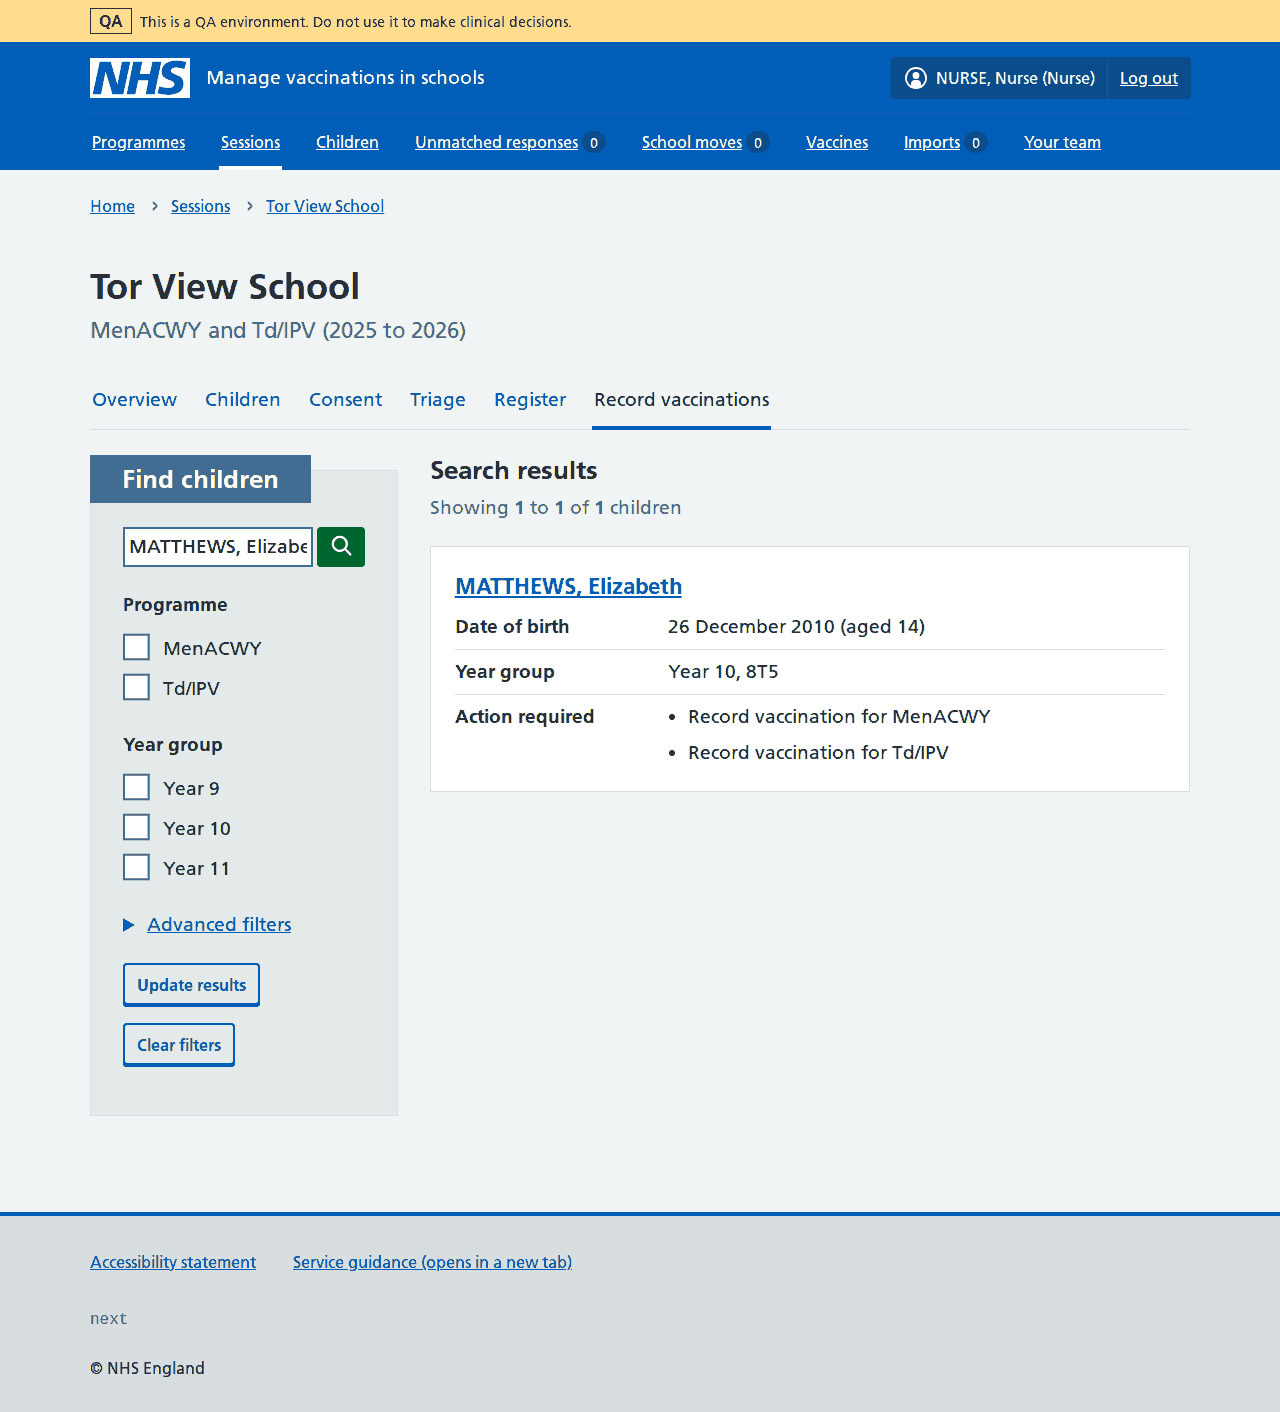 QA This is a QA environment. Do not use it to make clinical decisions.
NHS Manage vaccinations in schools NURSE, Nurse (Nurse) Log out
Programmes Sessions Children Unmatched responses 0 School moves 0 Vaccines Imports 0 Your team
Home Sessions Tor View School
Tor View School
MenACWY and Td/IPV (2025 to 2026)
Overview Children Consent Triage Register Record vaccinations
Find children
MATTHEWS, Elizabe
Programme
MenACWY
Td/IPV
Year group
Year 9
Year 10
Year 11
Advanced filters
Update results
Clear filters
Search results
Showing 1 to 1 of 1 children
MATTHEWS, Elizabeth
Date of birth 26 December 2010 (aged 14)
Year group Year 10, 8T5
Action required • Record vaccination for MenACWY
• Record vaccination for Td/IPV
Accessibility statement Service guidance (opens in a new tab)
next
© NHS England